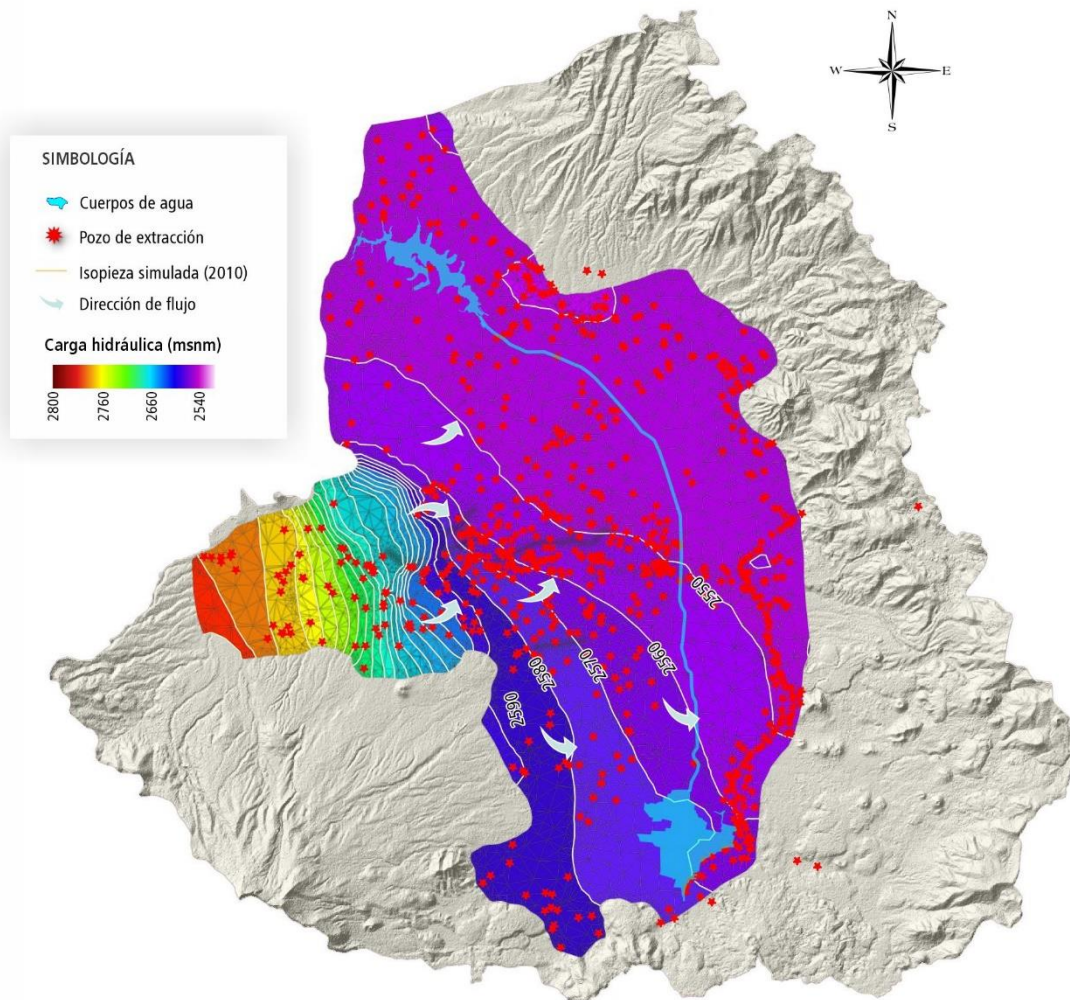 N
W E
S
SIMBOLOGÍA
Cuerpos de agua
Pozo de extracción
Isopieza simulada (2010)
Dirección de flujo
Carga hidráulica (msnm)
2800
2760
2660
2540
2550
2560
2570
2580
2590